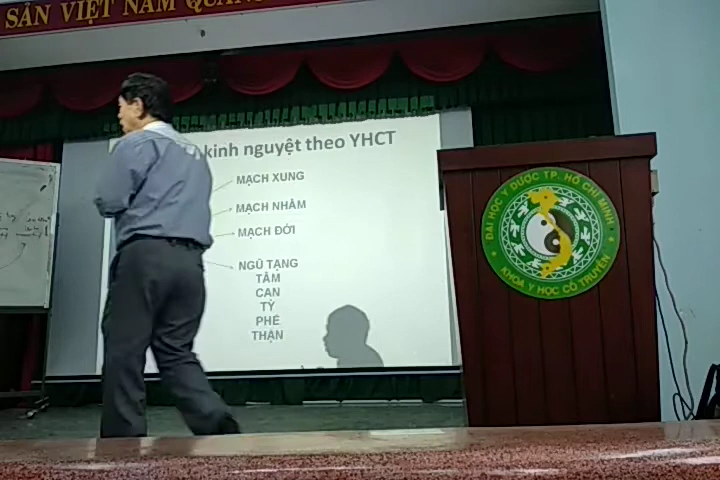 SẢN VIỆT NAM QUANG
kinh nguyệt theo YHCT
MẠCH XUNG
MẠCH NHÂM
MẠCH ĐỚI
NGŨ TẠNG
TÂM
CAN
TỲ
PHẾ
THẬN
ĐẠI HỌC Y DƯỢC TP. HỒ CHÍ MINH
KHOA Y HỌC CỔ TRUYỀN